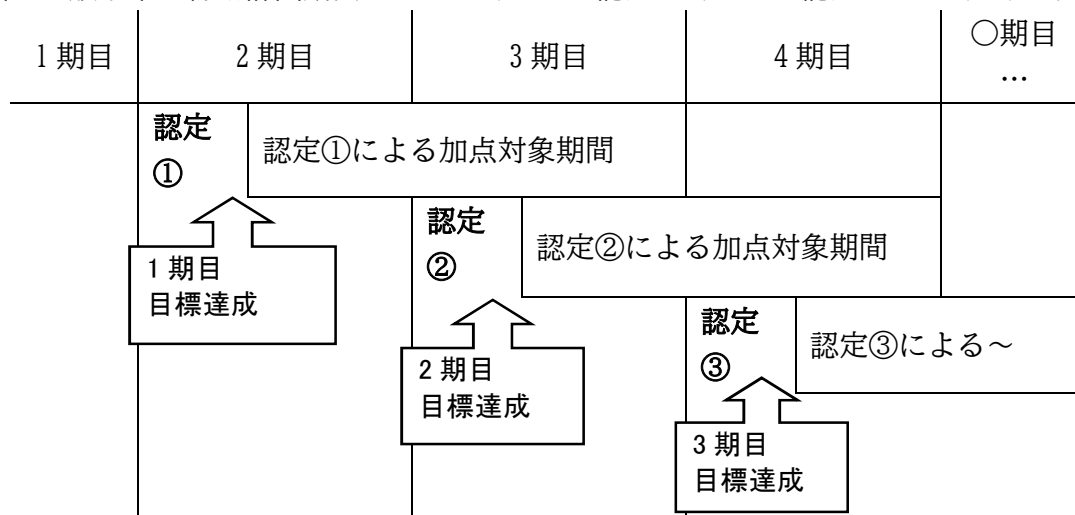 1 期目
2 期目
3 期目
4 期目
○期目
…
認定
①
認定①による加点対象期間
1 期目
目標達成
認定
②
認定②による加点対象期間
2 期目
目標達成
認定
③
認定③による～
3 期目
目標達成